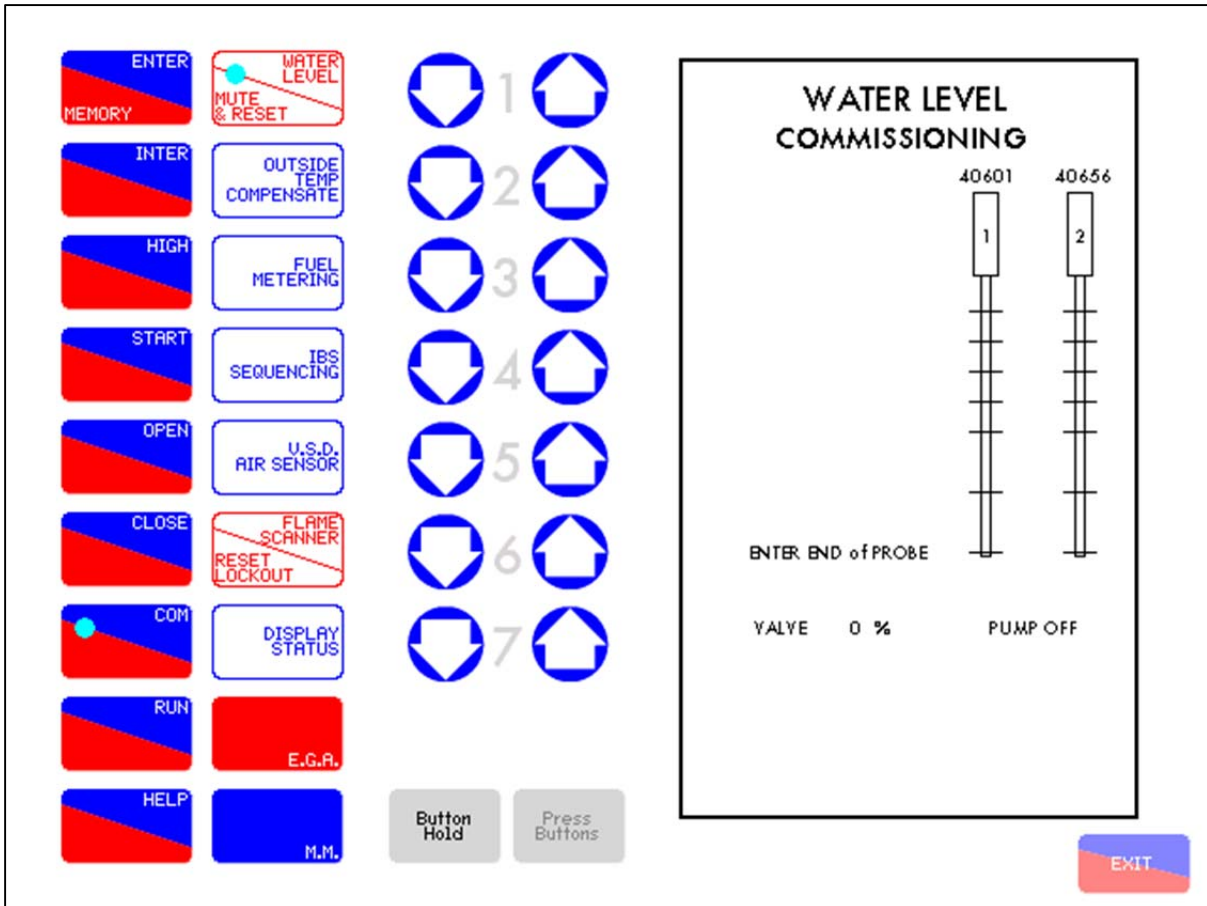 ENTER
MEMORY
WATER
LEVEL
MUTE
& RESET
INTER
OUTSIDE
TEMP
COMPENSATE
HIGH
FUEL
METERING
START
IBS
SEQUENCING
OPEN
V.S.D.
AIR SENSOR
CLOSE
FLAME
SCANNER
RESET
LOCKOUT
COM
DISPLAY
STATUS
RUN
E.G.A.
HELP
M.M.
1
2
3
4
5
6
7
Button
Hold
Press
Buttons
WATER LEVEL
COMMISSIONING
40601 40656
1 2
ENTER END of PROBE
VALVE 0 % PUMP OFF
EXIT